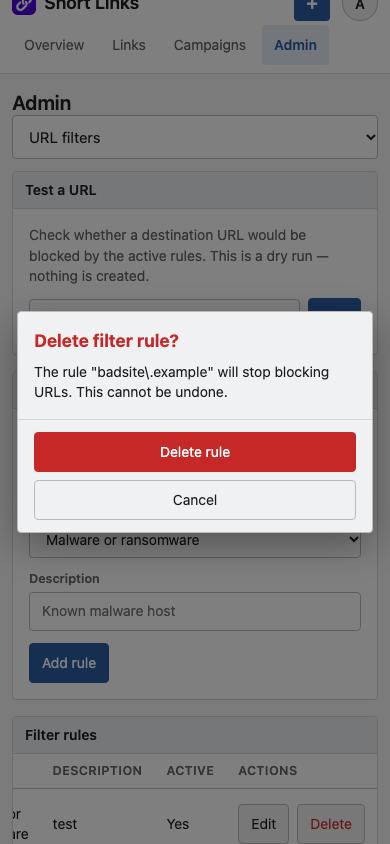 Short Links
+
A
Overview
Links
Campaigns
Admin
Admin
URL filters
Test a URL
Check whether a destination URL would be
blocked by the active rules. This is a dry run —
nothing is created.
Delete filter rule?
The rule "badsite\.example" will stop blocking
URLs. This cannot be undone.
Delete rule
Cancel
Malware or ransomware
Description
Known malware host
Add rule
Filter rules
DESCRIPTION
ACTIVE
ACTIONS
test
Yes
Edit
Delete